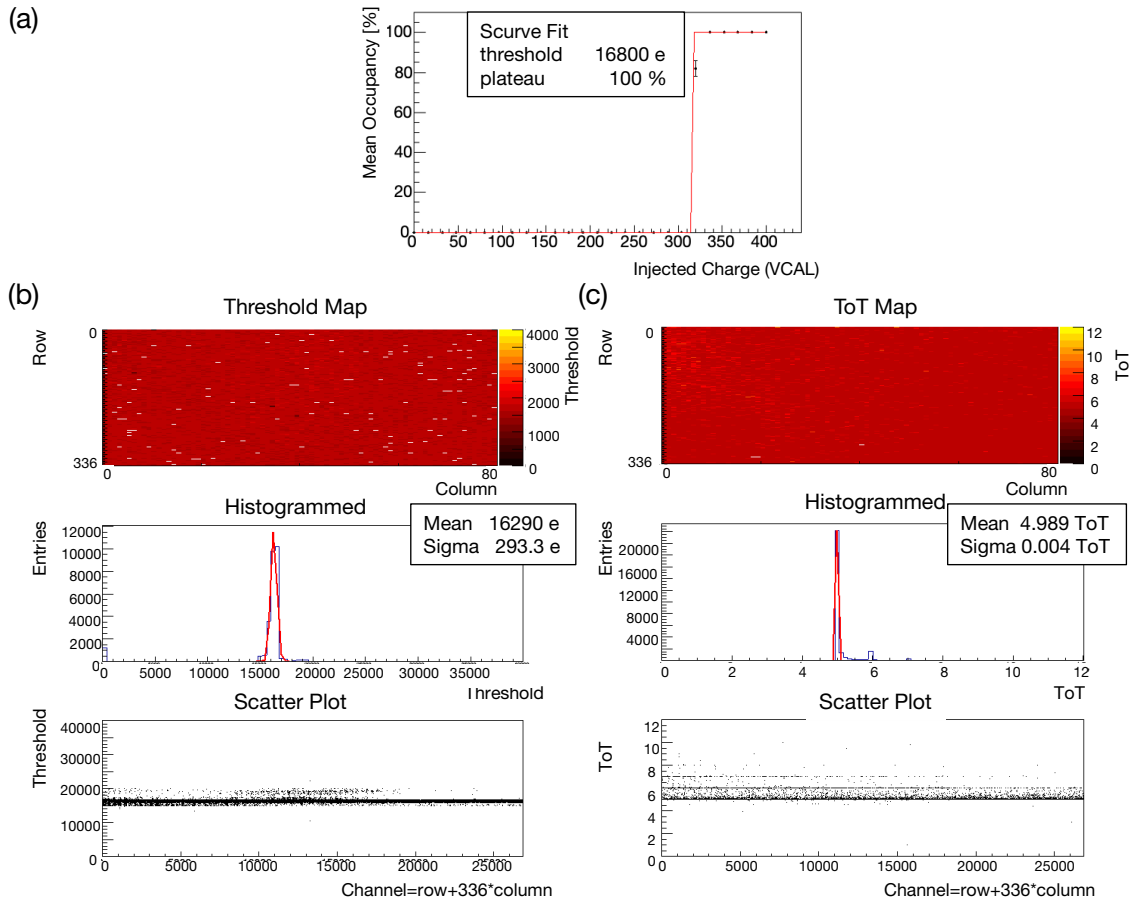 (a)
Mean Occupancy [%]
100
80
60
40
20
0
Scurve Fit
threshold 16800 e
plateau 100 %
0 50 100 150 200 250 300 350 400
Injected Charge (VCAL)
(b)
Threshold Map
Row
0
336
0 80
Column
4000
3000
2000
1000
0
Threshold
Histogrammed
Mean 16290 e
Sigma 293.3 e
Entries
12000
10000
8000
6000
4000
2000
0
0 5000 10000 15000 20000 25000 30000 35000
Threshold
Scatter Plot
Threshold
40000
30000
20000
10000
0
0 5000 10000 15000 20000 25000
Channel=row+336*column
(c)
ToT Map
Row
0
336
0 80
Column
12
10
8
6
4
2
0
ToT
Histogrammed
Mean 4.989 ToT
Sigma 0.004 ToT
Entries
20000
16000
12000
8000
4000
0 2 4 6 8 10 12
ToT
Scatter Plot
ToT
12
10
8
6
6
4
2
0
0 5000 10000 15000 20000 25000
Channel=row+336*column